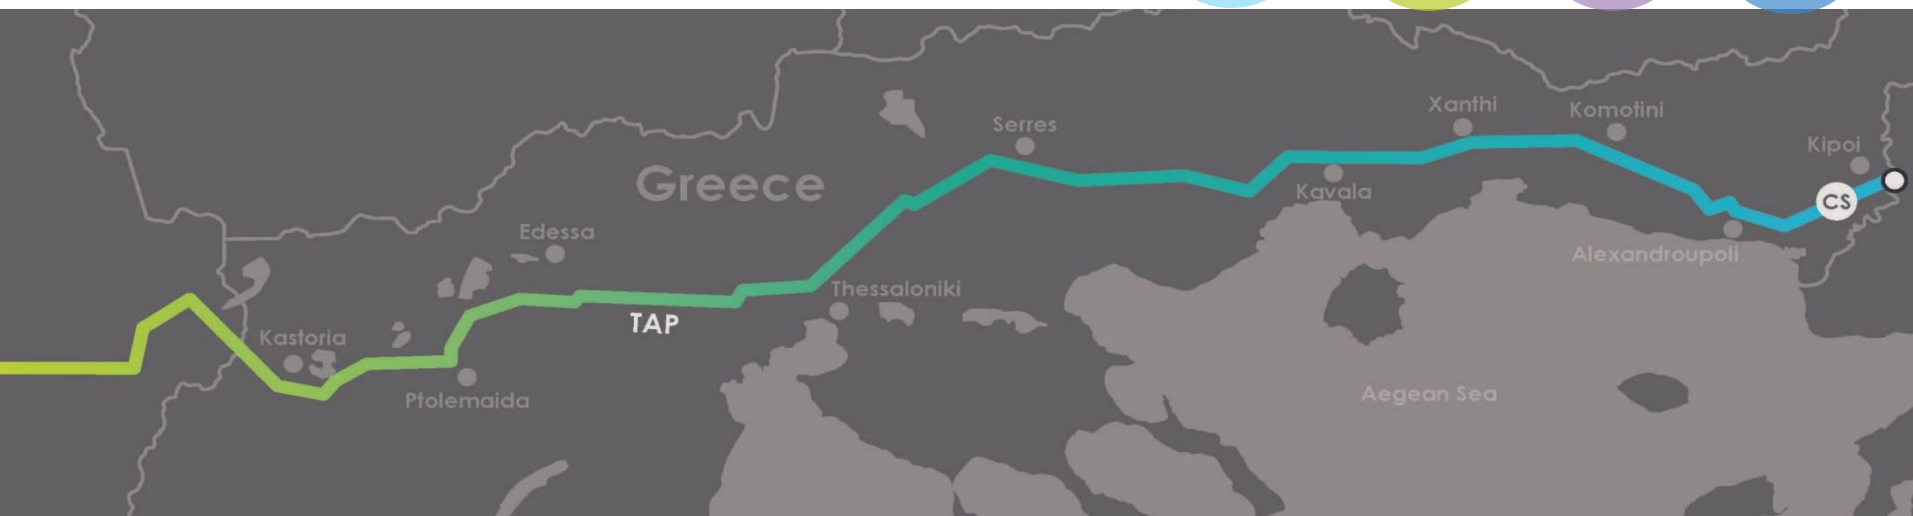 Xanthi
Komotini
Serres
Kipoi
Greece
Kavala
CS
Edessa
Alexandroupoli
Thessaloniki
TAP
Kastoria
Aegean Sea
Ptolemaida